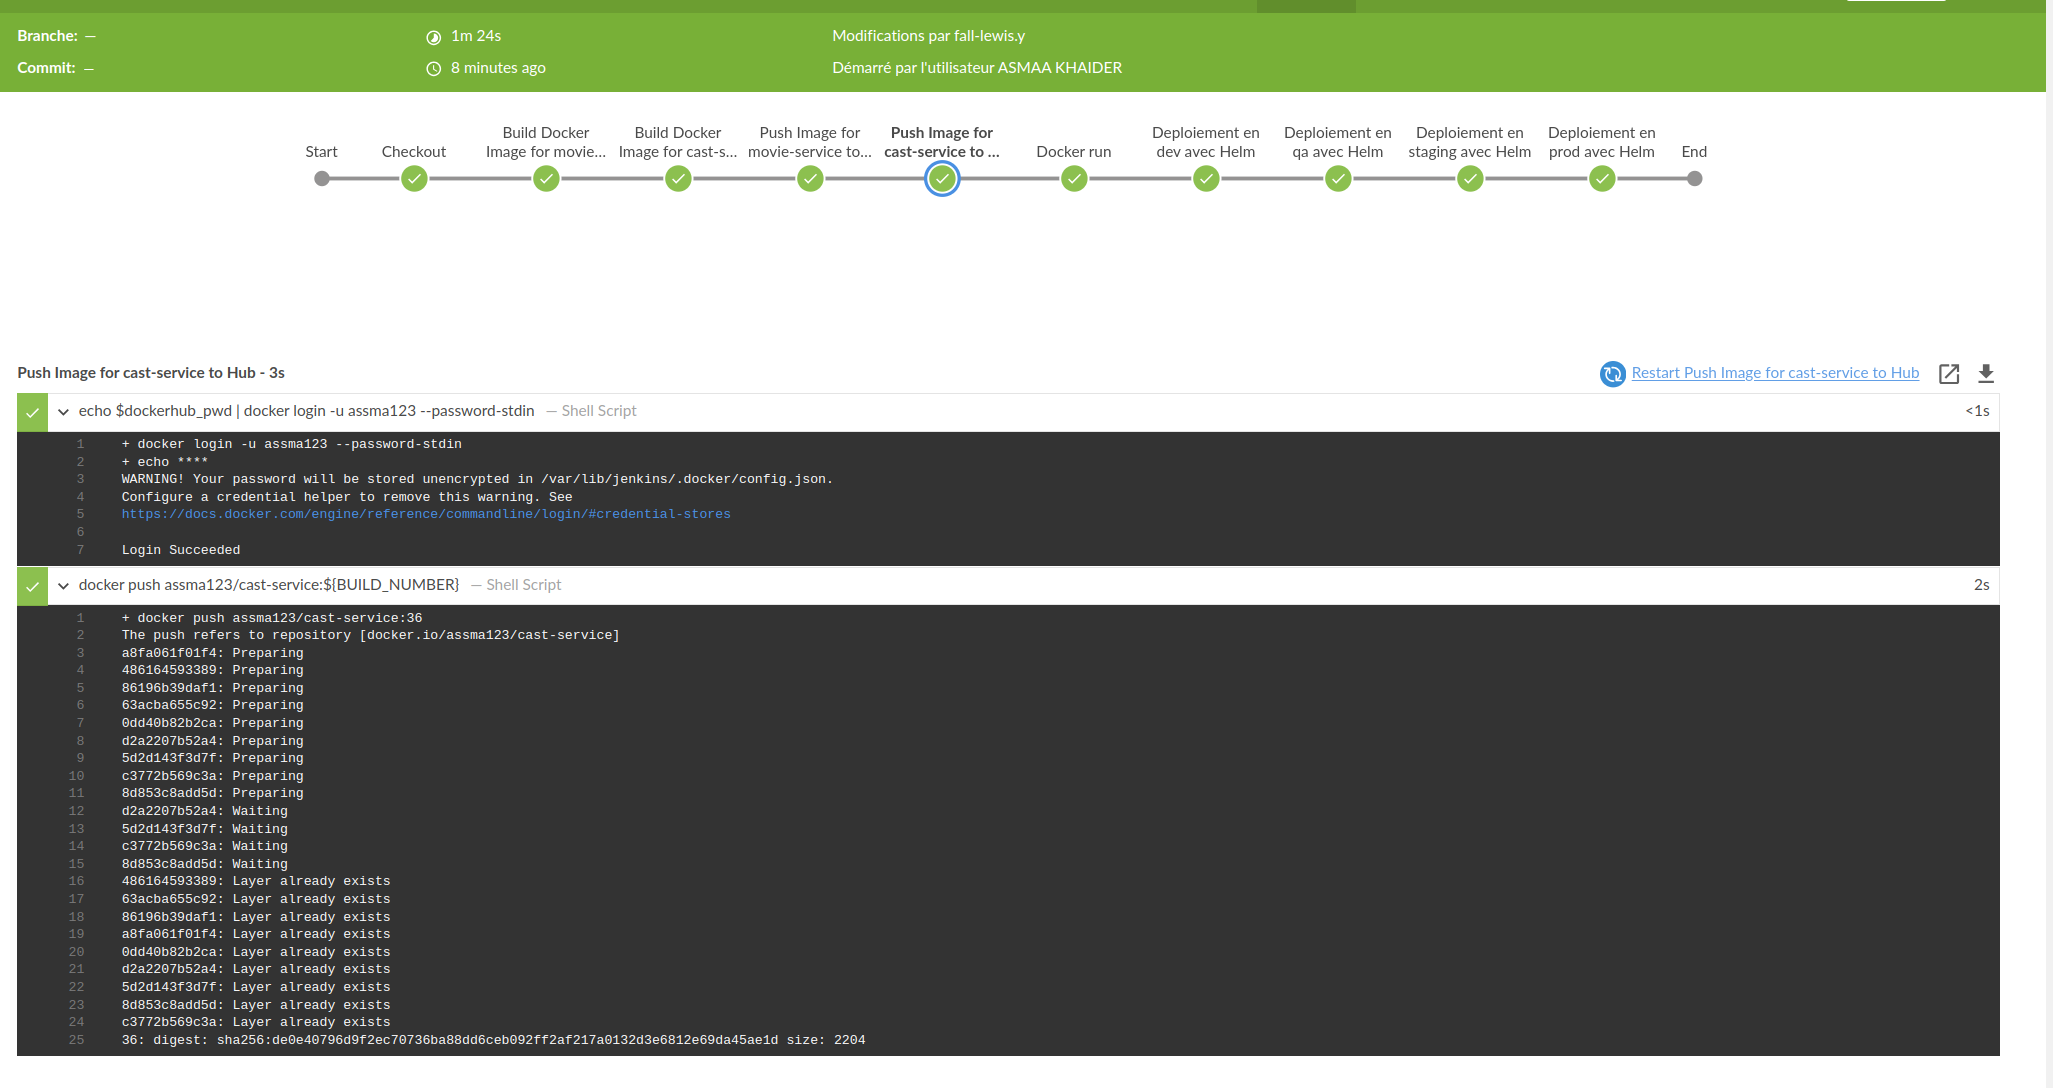 Branche: —
1m 24s
Modifications par fall-lewis.y
Commit: —
8 minutes ago
Démarré par l'utilisateur ASMAA KHAIDER
Start
Checkout
Build Docker
Image for movie...
Build Docker
Image for cast-s...
Push Image for
movie-service to...
Push Image for
cast-service to ...
Docker run
Deploiement en
dev avec Helm
Deploiement en
qa avec Helm
Deploiement en
staging avec Helm
Deploiement en
prod avec Helm
End
Push Image for cast-service to Hub - 3s
Restart Push Image for cast-service to Hub
echo $dockerhub_pwd | docker login -u assma123 --password-stdin — Shell Script <1s
1 + docker login -u assma123 --password-stdin
2 + echo ****
3 WARNING! Your password will be stored unencrypted in /var/lib/jenkins/.docker/config.json.
4 Configure a credential helper to remove this warning. See
5 https://docs.docker.com/engine/reference/commandline/login/#credential-stores
6
7 Login Succeeded
docker push assma123/cast-service:${BUILD_NUMBER} — Shell Script 2s
1 + docker push assma123/cast-service:36
2 The push refers to repository [docker.io/assma123/cast-service]
3 a8fa061f01f4: Preparing
4 486164593389: Preparing
5 86196b39daf1: Preparing
6 63acba655c92: Preparing
7 0dd40b82b2ca: Preparing
8 d2a2207b52a4: Preparing
9 5d2d143f3d7f: Preparing
10 c3772b569c3a: Preparing
11 8d853c8add5d: Preparing
12 d2a2207b52a4: Waiting
13 5d2d143f3d7f: Waiting
14 c3772b569c3a: Waiting
15 8d853c8add5d: Waiting
16 486164593389: Layer already exists
17 63acba655c92: Layer already exists
18 86196b39daf1: Layer already exists
19 a8fa061f01f4: Layer already exists
20 0dd40b82b2ca: Layer already exists
21 d2a2207b52a4: Layer already exists
22 5d2d143f3d7f: Layer already exists
23 8d853c8add5d: Layer already exists
24 c3772b569c3a: Layer already exists
25 36: digest: sha256:de0e40796d9f2ec70736ba88dd6ceb092ff2af217a0132d3e6812e69da45ae1d size: 2204